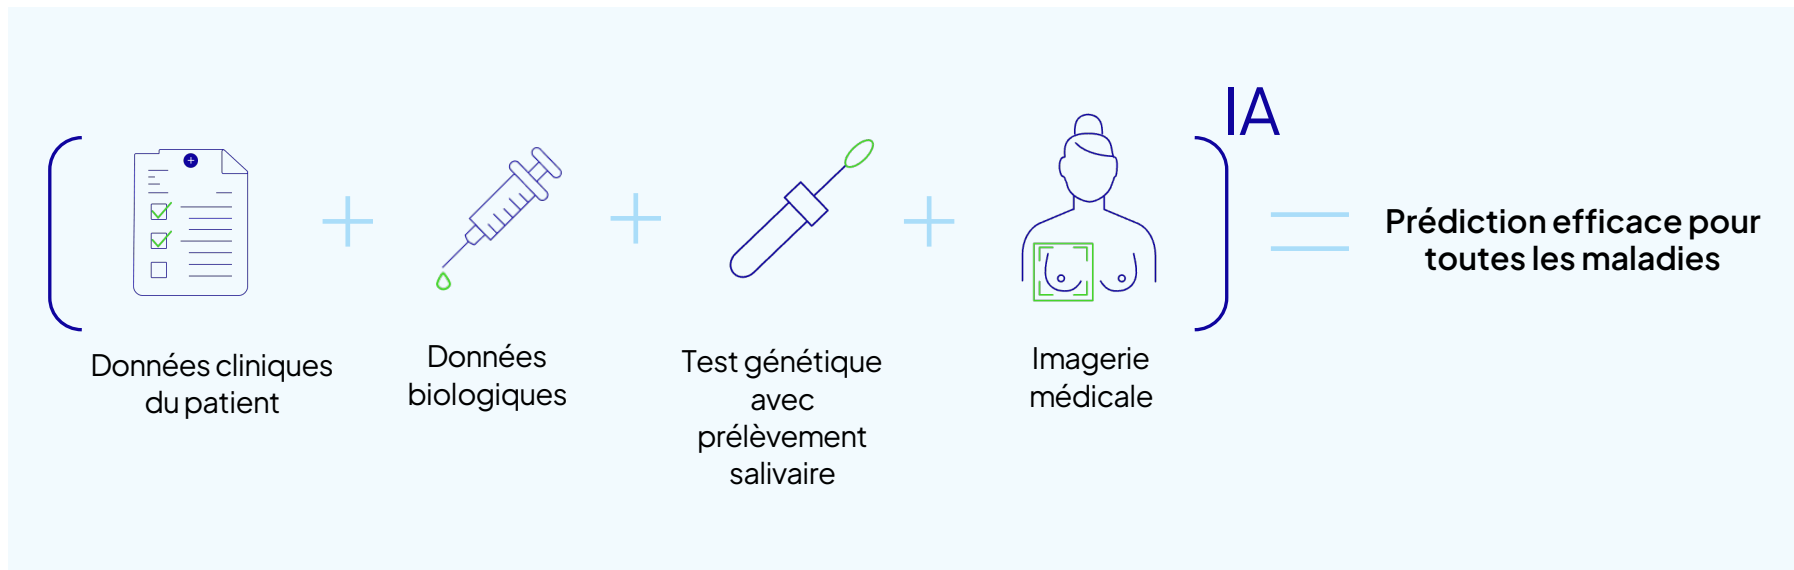 IA
Prédiction efficace pour
toutes les maladies
Données cliniques
du patient
Données
biologiques
Test génétique
avec
prélèvement
salivaire
Imagerie
médicale